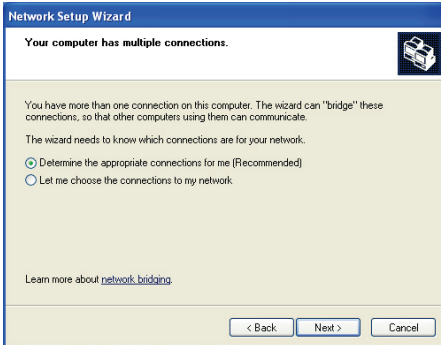 Network Setup Wizard
Your computer has multiple connections.
You have more than one connection on this computer. The wizard can "bridge" these
connections, so that other computers using them can communicate.
The wizard needs to know which connections are for your network.
Determine the appropriate connections for me (Recommended)
Let me choose the connections to my network
Learn more about network bridging.
< Back Next > Cancel